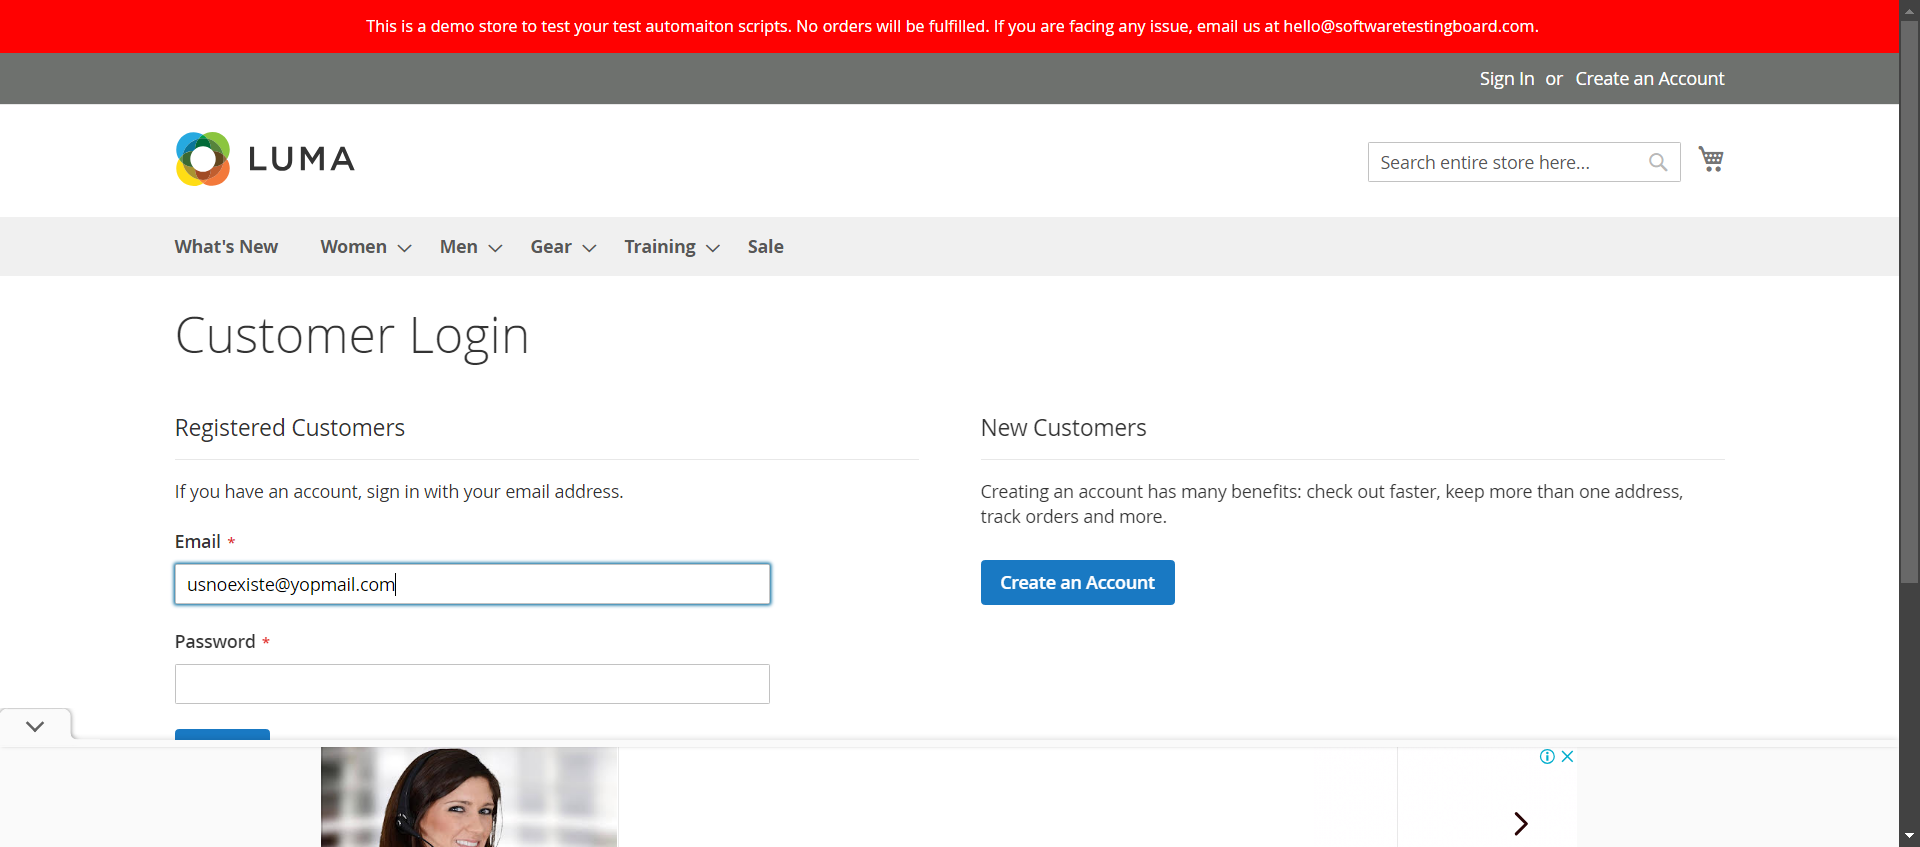 This is a demo store to test your test automaiton scripts. No orders will be fulfilled. If you are facing any issue, email us at hello@softwaretestingboard.com.
Sign In or Create an Account
LUMA
Search entire store here...
What's New Women Men Gear Training Sale
Customer Login
Registered Customers
If you have an account, sign in with your email address.
Email *
usnoexiste@yopmail.com
Password *
New Customers
Creating an account has many benefits: check out faster, keep more than one address,
track orders and more.
Create an Account